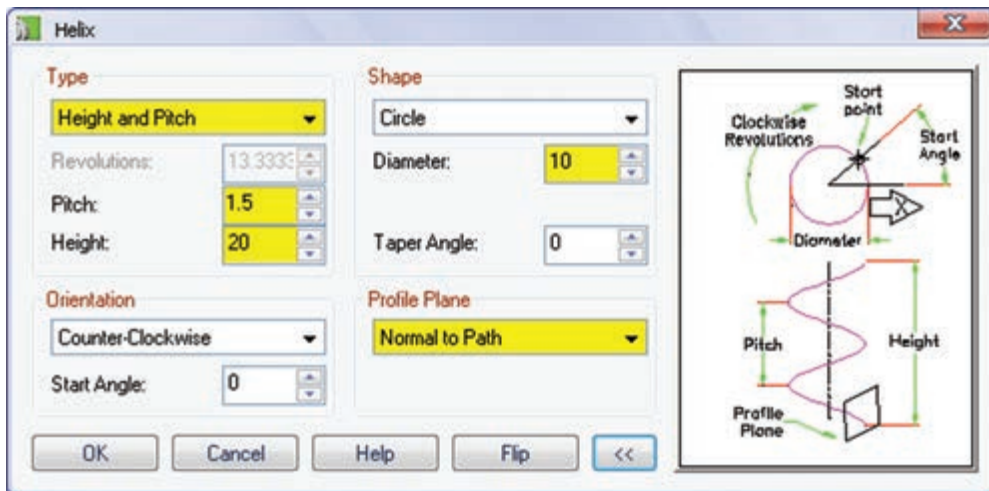 Helix
Type
Height and Pitch
Revolutions: 13.3333
Pitch: 1.5
Height: 20
Shape
Circle
Diameter: 10
Taper Angle: 0
Orientation
Counter-Clockwise
Start Angle: 0
Profile Plane
Normal to Path
OK Cancel Help Flip <<
Start
point
Clockwise
Revolutions
Start
Angle
X
Diameter
Pitch
Height
Profile
Plane